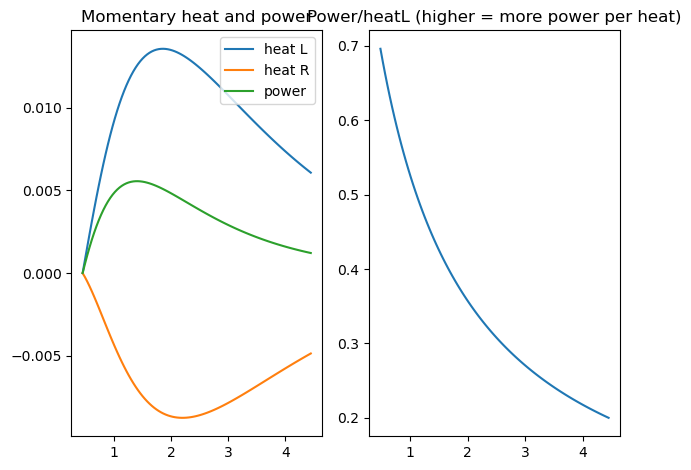 Momentary heat and power
Power/heatL (higher = more power per heat)
heat L
heat R
power
0.010
0.005
0.000
−0.005
1 2 3 4
0.7
0.6
0.5
0.4
0.3
0.2
1 2 3 4